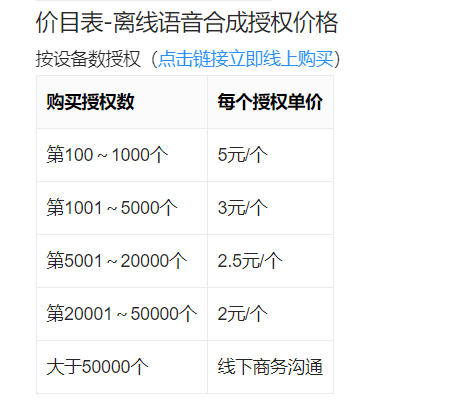 价目表-离线语音合成授权价格
按设备数授权（点击链接立即线上购买）
购买授权数 每个授权单价
第100～1000个 5元/个
第1001～5000个 3元/个
第5001～20000个 2.5元/个
第20001～50000个 2元/个
大于50000个 线下商务沟通